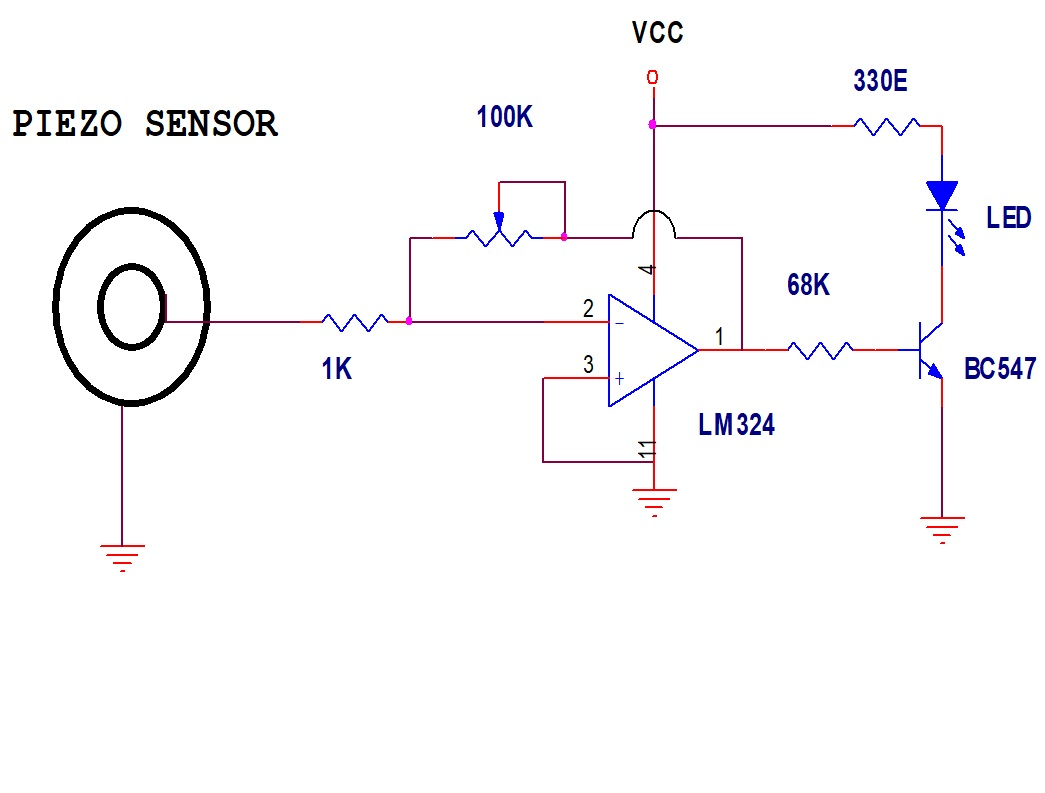 VCC
330E
PIEZO SENSOR
100K
LED
4
68K
2
-
1
3
+
1K
BC547
LM324
11